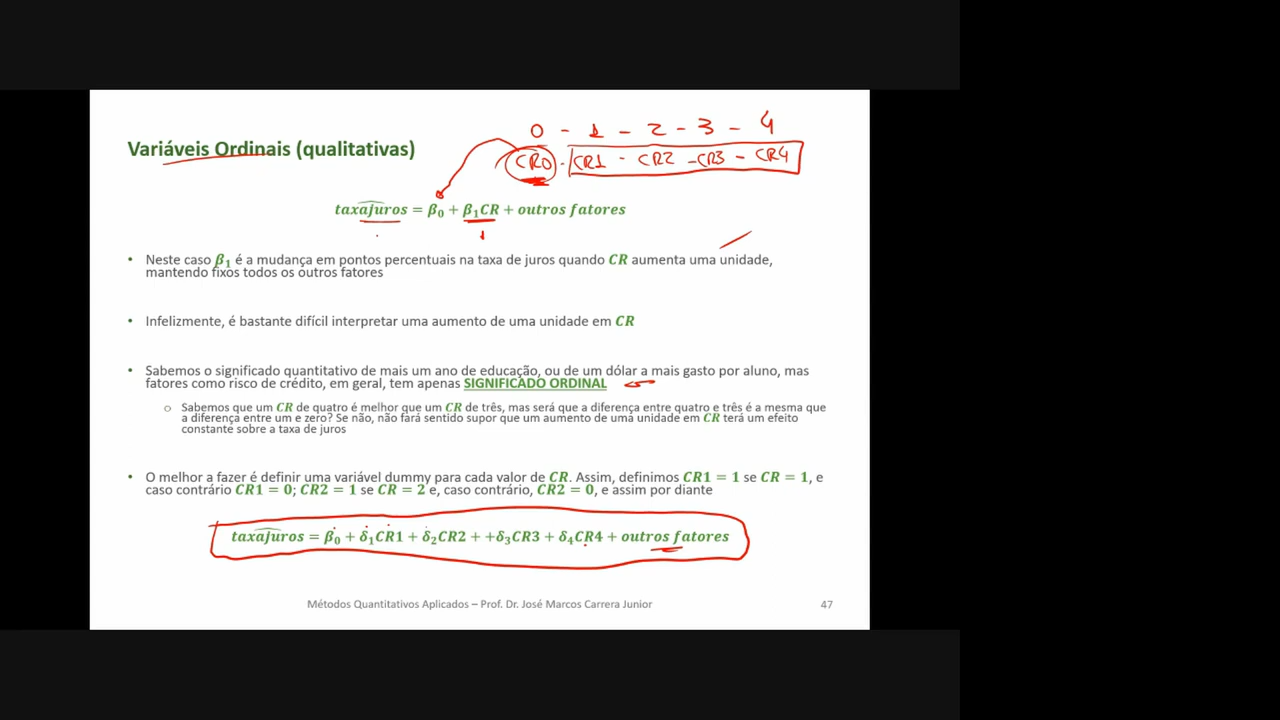 0 - 1 - 2 - 3 - 4
Variáveis Ordinais (qualitativas)
CR0 - CR1 - CR2 - CR3 - CR4
taxajuros = β₀ + β₁CR + outros fatores
• Neste caso β₁ é a mudança em pontos percentuais na taxa de juros quando CR aumenta uma unidade,
mantendo fixos todos os outros fatores
• Infelizmente, é bastante difícil interpretar uma aumento de uma unidade em CR
• Sabemos o significado quantitativo de mais um ano de educação, ou de um dólar a mais gasto por aluno, mas
fatores como risco de crédito, em geral, tem apenas SIGNIFICADO ORDINAL
○ Sabemos que um CR de quatro é melhor que um CR de três, mas será que a diferença entre quatro e três é a mesma que
a diferença entre um e zero? Se não, não fará sentido supor que um aumento de uma unidade em CR terá um efeito
constante sobre a taxa de juros
• O melhor a fazer é definir uma variável dummy para cada valor de CR. Assim, definimos CR1 = 1 se CR = 1, e
caso contrário CR1 = 0; CR2 = 1 se CR = 2 e, caso contrário, CR2 = 0, e assim por diante
taxajuros = β₀ + δ₁CR1 + δ₂CR2 + +δ₃CR3 + δ₄CR4 + outros fatores
Métodos Quantitativos Aplicados – Prof. Dr. José Marcos Carrera Junior 47